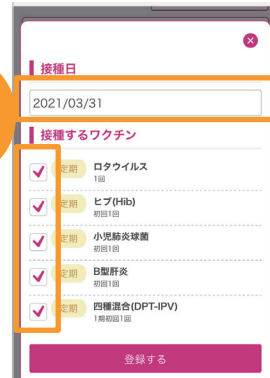 接種日
2021/03/31
接種するワクチン
定期 ロタウイルス
1回
定期 ヒブ(Hib)
初回1回
定期 小児肺炎球菌
初回1回
定期 B型肝炎
初回1回
定期 四種混合(DPT-IPV)
1期初回1回
登録する